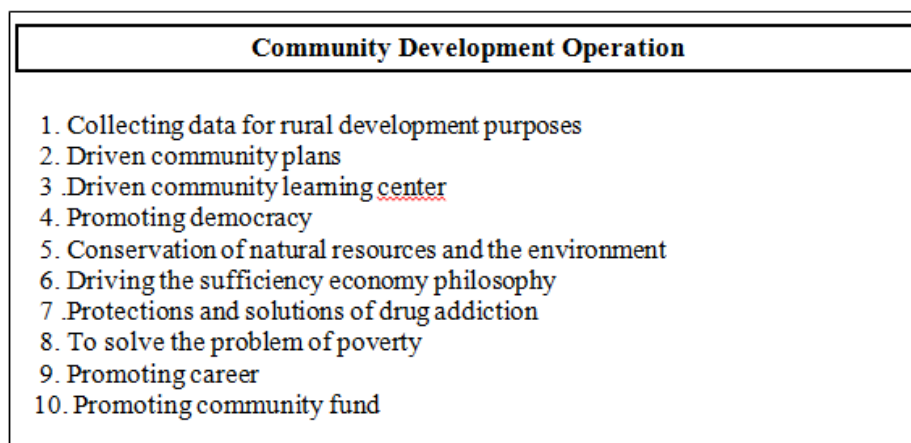 Community Development Operation
1. Collecting data for rural development purposes
2. Driven community plans
3 .Driven community learning center
4. Promoting democracy
5. Conservation of natural resources and the environment
6. Driving the sufficiency economy philosophy
7 .Protections and solutions of drug addiction
8. To solve the problem of poverty
9. Promoting career
10. Promoting community fund